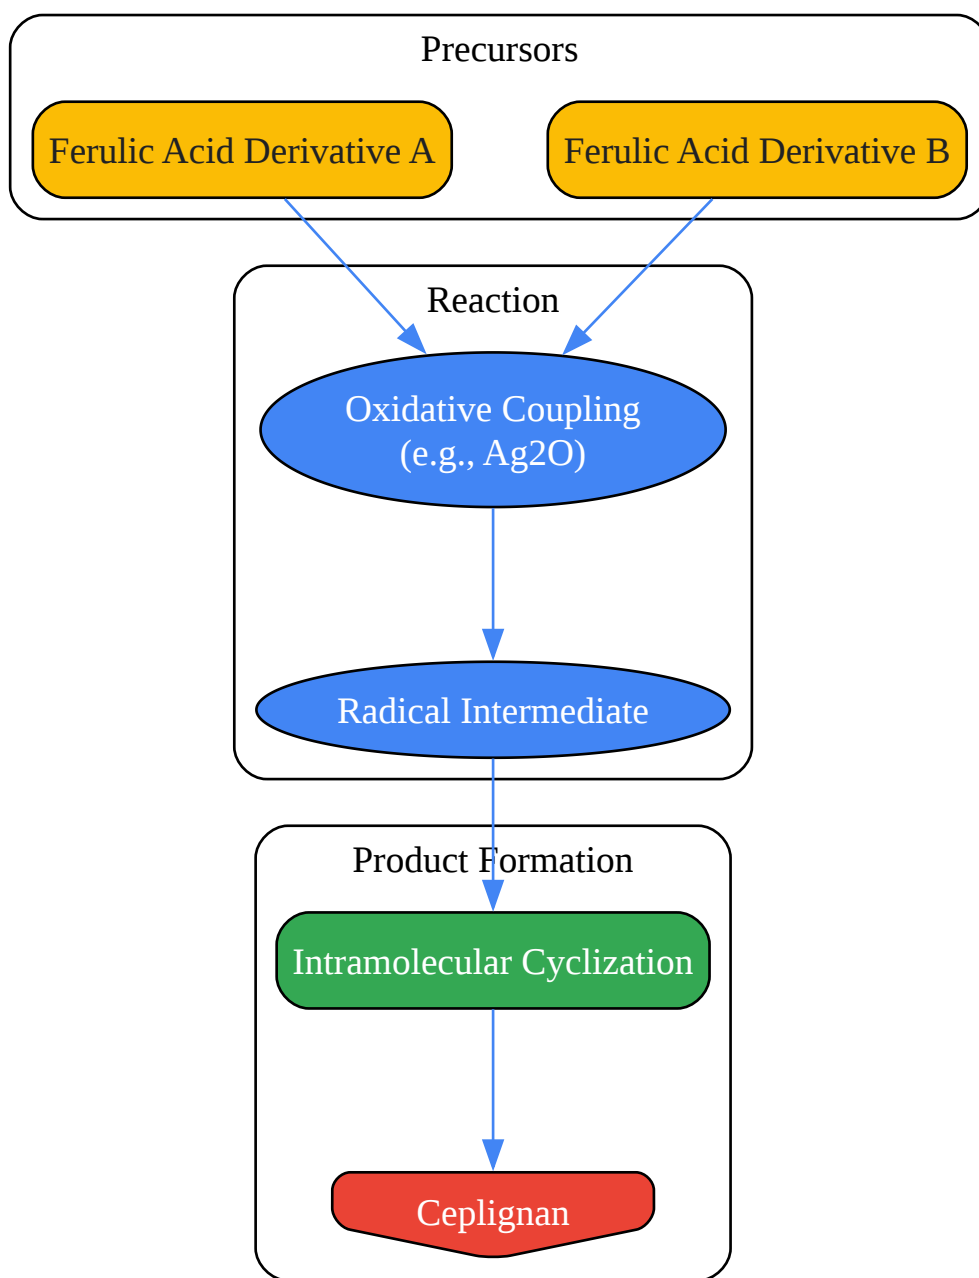 Precursors
Ferulic Acid Derivative A
Ferulic Acid Derivative B
Reaction
Oxidative Coupling
(e.g., Ag2O)
Radical Intermediate
Product Formation
Intramolecular Cyclization
Ceplignan